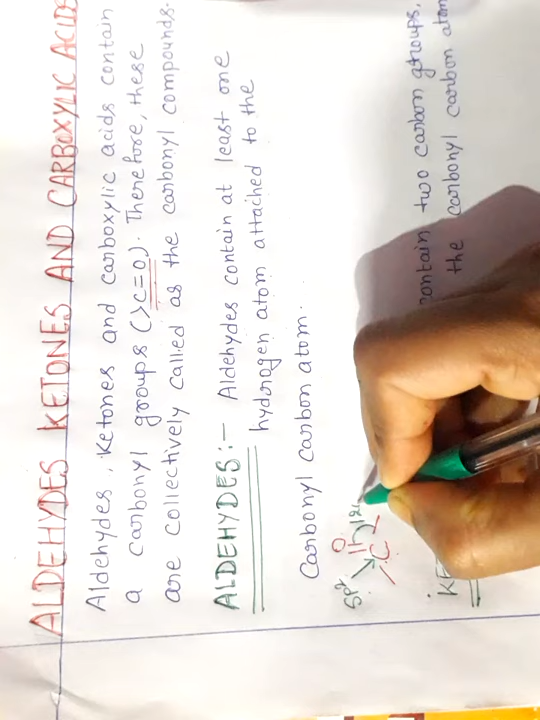 ALDEHYDES KETONES AND CARBOXYLIC ACIDS
Aldehydes, Ketones and carboxylic acids contain
a carbonyl groups (>C=O). Therefore, these
are collectively called as the carbonyl compounds.
ALDEHYDES:- Aldehydes contain at least one
hydrogen atom attached to the
Carbonyl carbon atom.
O
sp² C
contain two carbon groups,
the carbonyl carbon atom